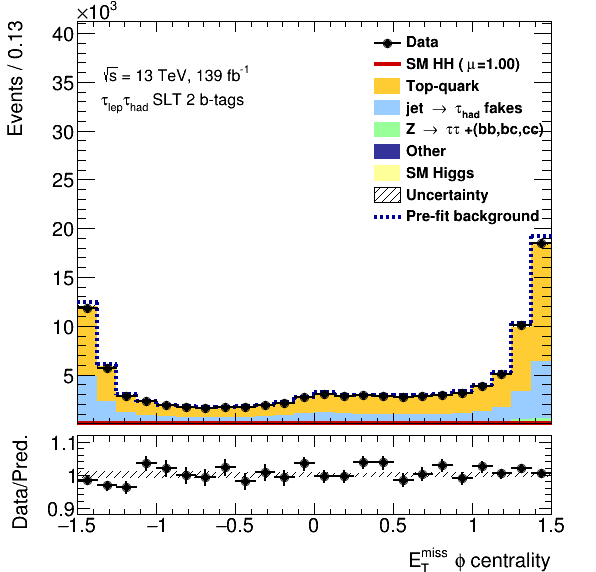 ×10³
Events / 0.13
40
35
30
25
20
15
10
5
√s = 13 TeV, 139 fb⁻¹
τlepτhad SLT 2 b-tags
Data
SM HH ( μ=1.00)
Top-quark
jet → τhad fakes
Z → ττ +(bb,bc,cc)
Other
SM Higgs
Uncertainty
Pre-fit background
Data/Pred.
1.1
1
0.9
−1.5 −1 −0.5 0 0.5 1 1.5
E_T^miss ϕ centrality